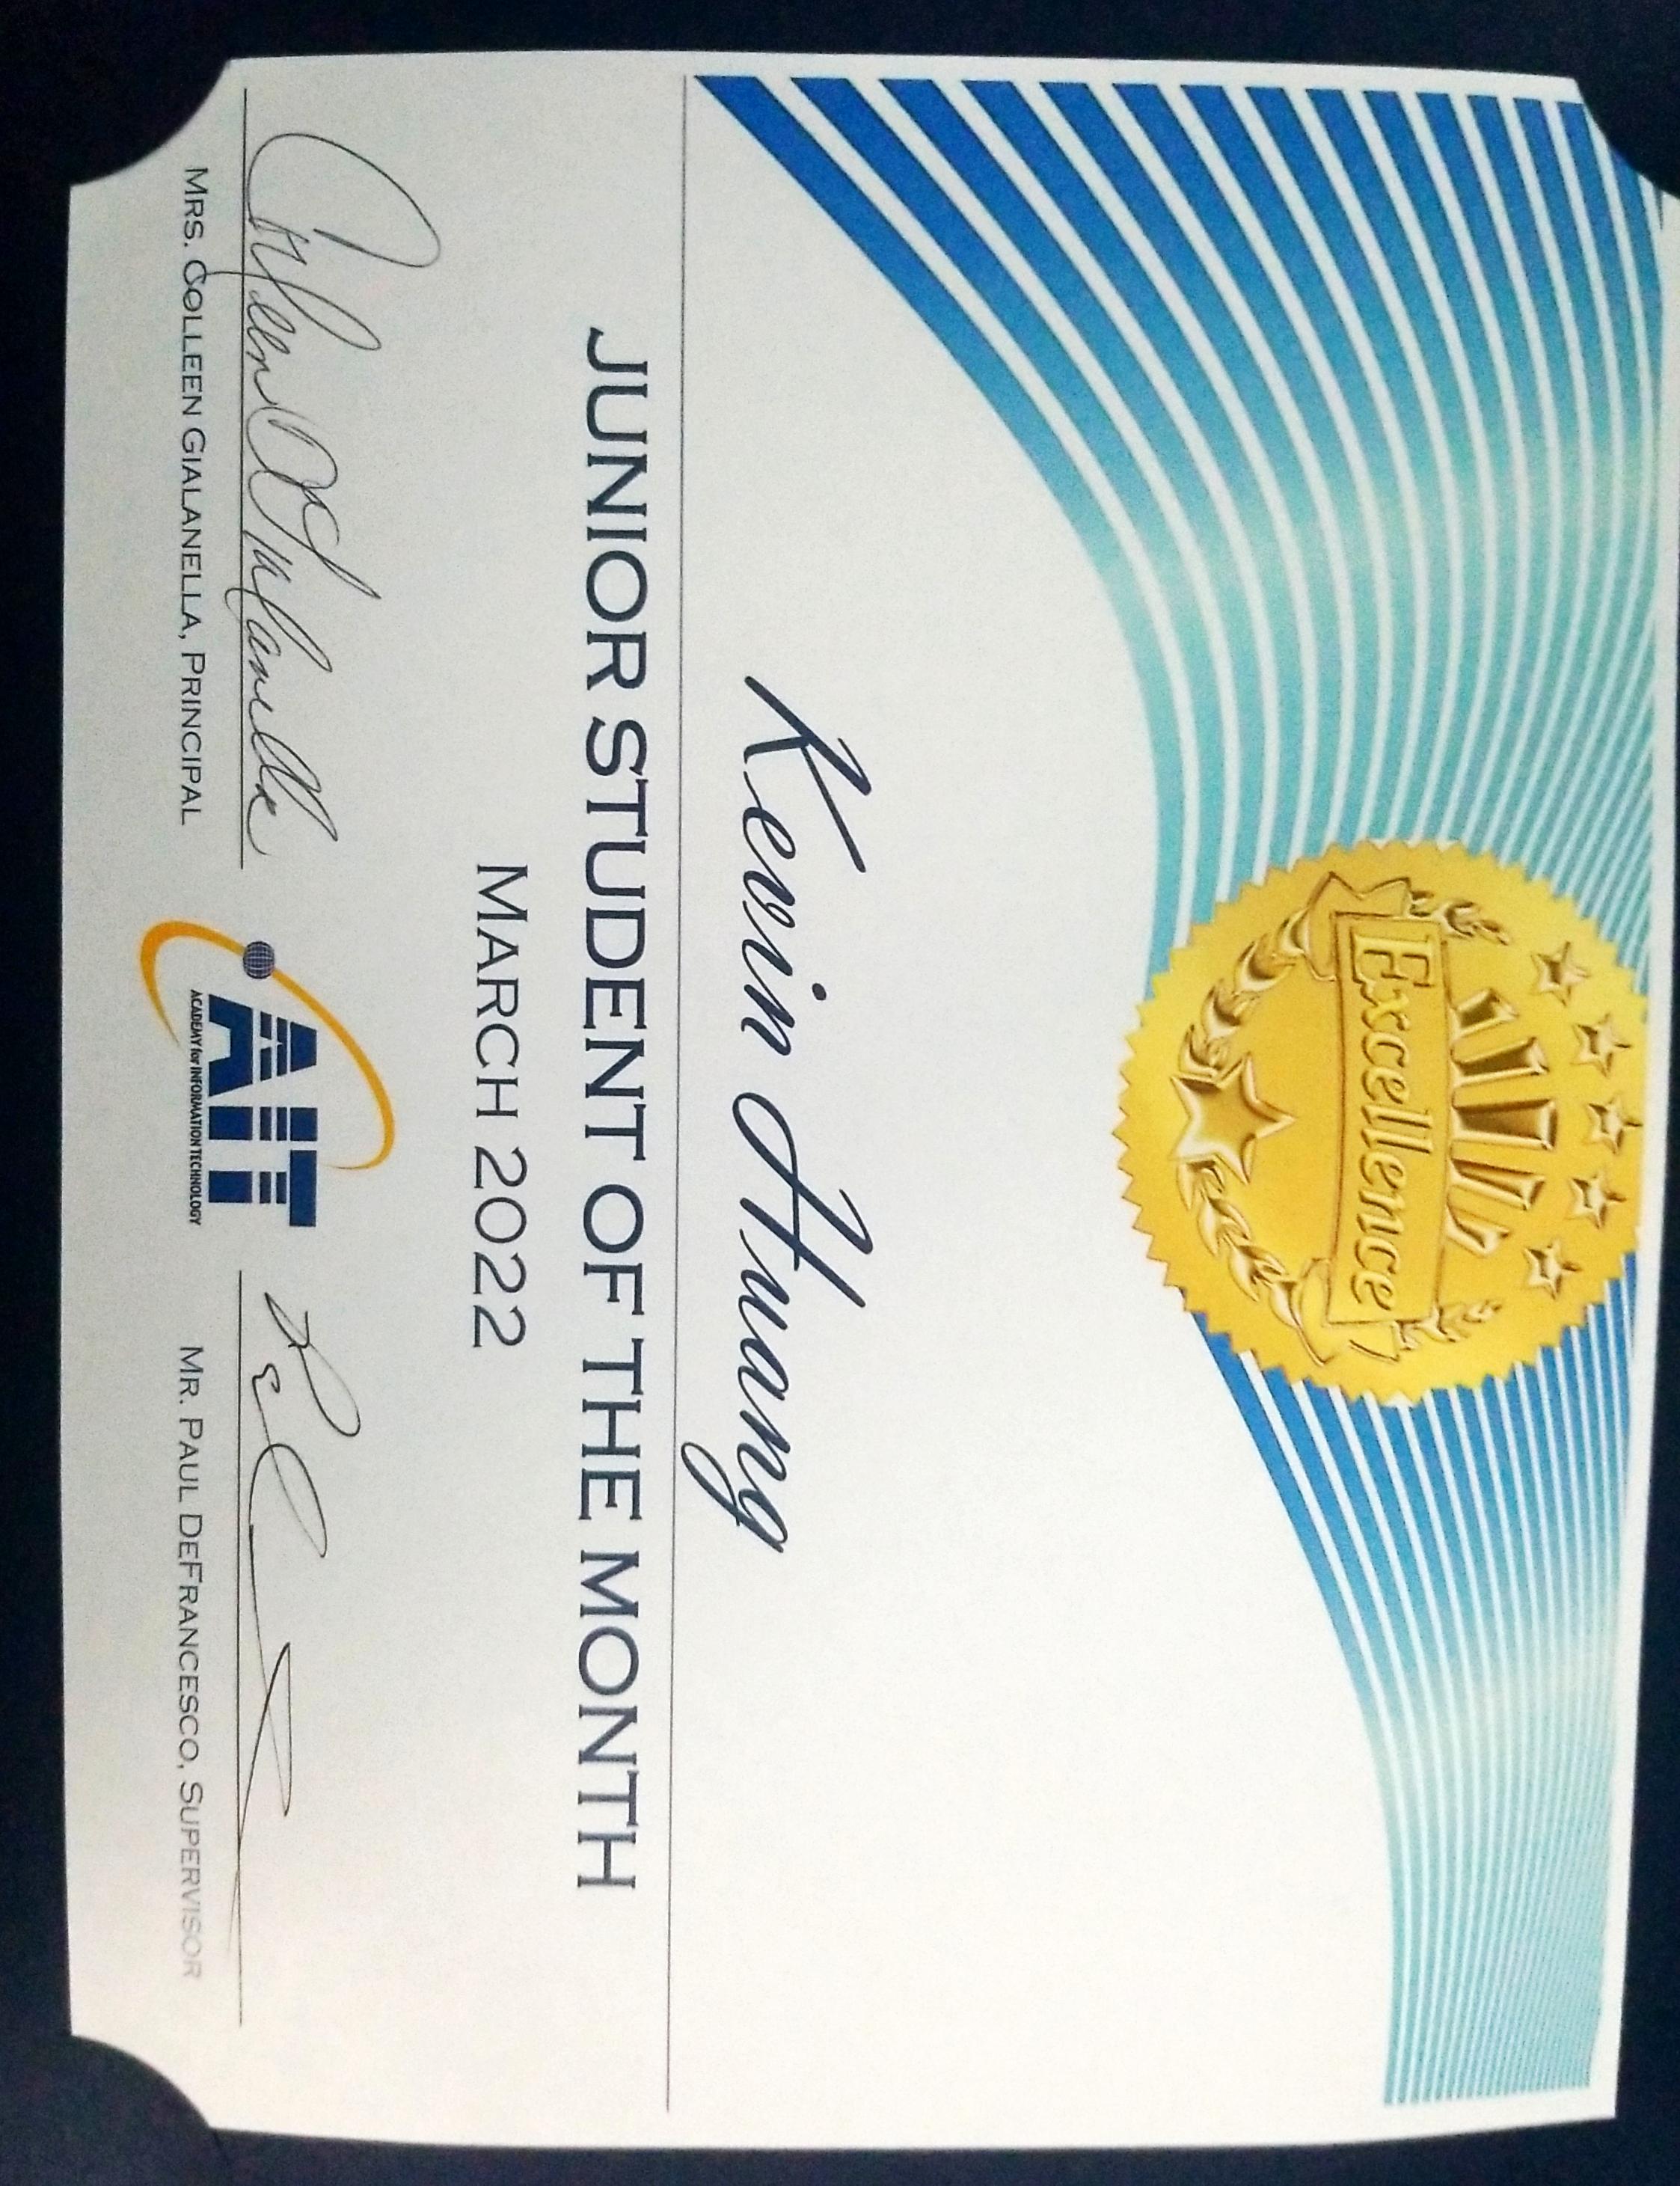 Excellence
Kevin Huang
JUNIOR STUDENT OF THE MONTH
MARCH 2022
Colleen Gialanella
AIT
ACADEMY for INFORMATION TECHNOLOGY
MRS. COLLEEN GIALANELLA, PRINCIPAL
MR. PAUL DEFRANCESCO, SUPERVISOR